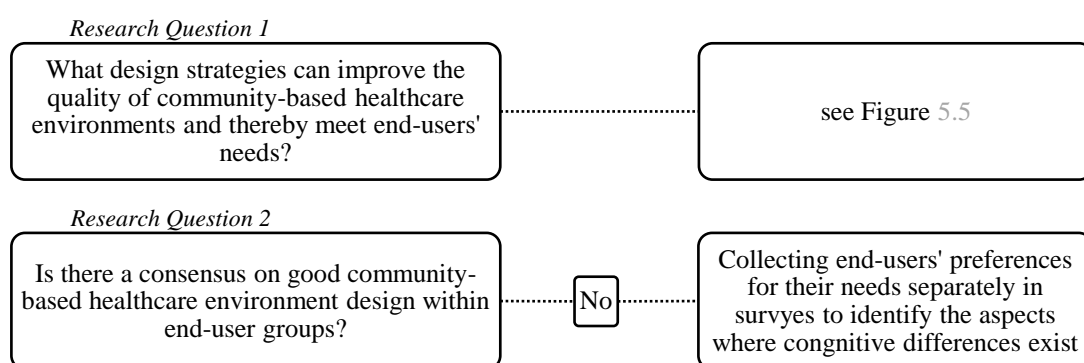 Research Question 1
What design strategies can improve the
quality of community-based healthcare
environments and thereby meet end-users'
needs?
see Figure 5.5
Research Question 2
Is there a consensus on good community-
based healthcare environment design within
end-user groups?
No
Collecting end-users' preferences
for their needs separately in
survyes to identify the aspects
where congnitive differences exist